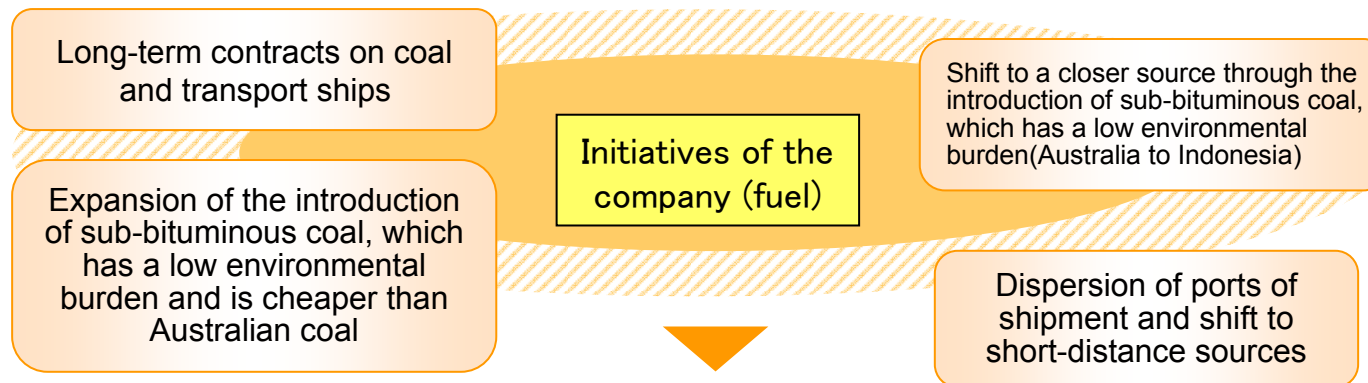 Long-term contracts on coal
and transport ships
Shift to a closer source through the
introduction of sub-bituminous coal,
which has a low environmental
burden(Australia to Indonesia)
Initiatives of the
company (fuel)
Expansion of the introduction
of sub-bituminous coal, which
has a low environmental
burden and is cheaper than
Australian coal
Dispersion of ports of
shipment and shift to
short-distance sources